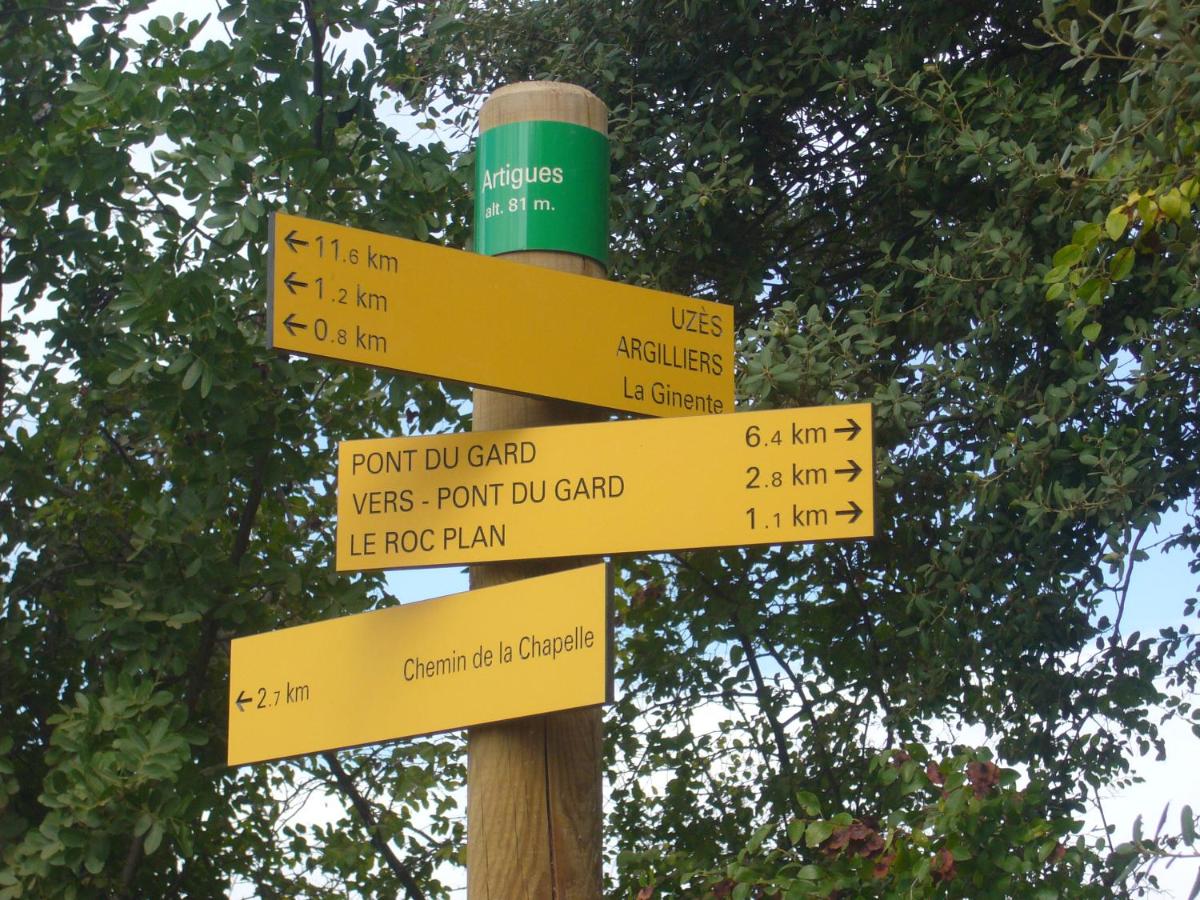 Artigues
alt. 81 m.
← 11.6 km UZÈS
← 1.2 km ARGILLIERS
← 0.8 km La Ginente
PONT DU GARD 6.4 km →
VERS - PONT DU GARD 2.8 km →
LE ROC PLAN 1.1 km →
← 2.7 km Chemin de la Chapelle